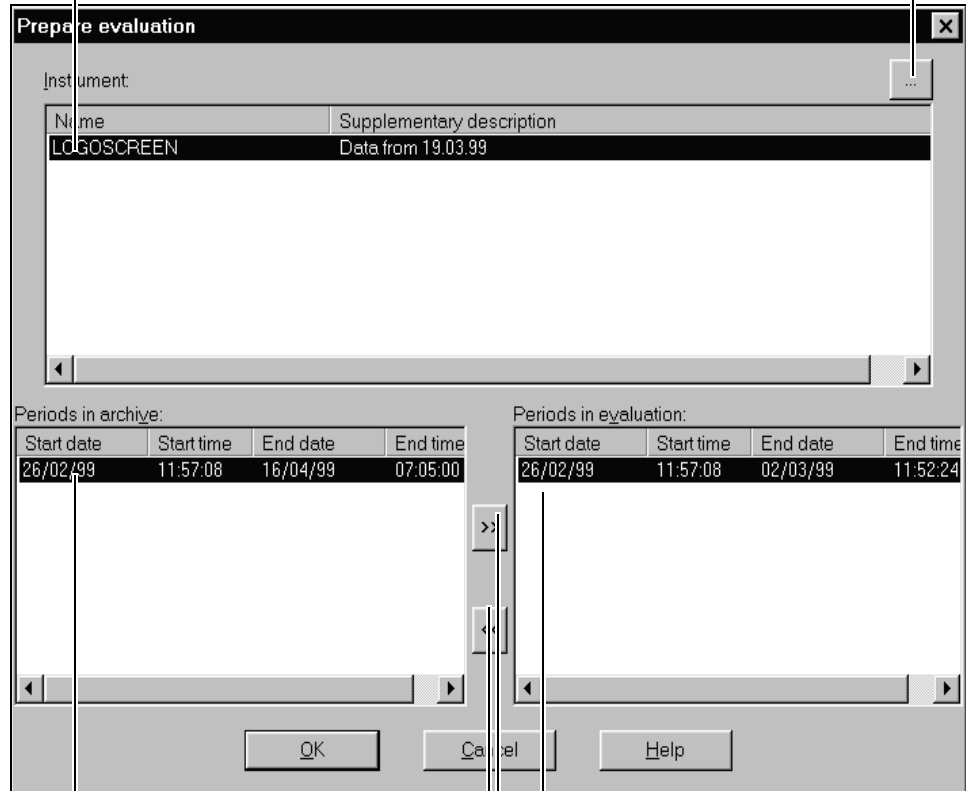 Prepare evaluation
Instrument:
...
Name Supplementary description
LOGOSCREEN Data from 19.03.99
Periods in archive:
Start date Start time End date End time
26/02/99 11:57:08 16/04/99 07:05:00
Periods in evaluation:
Start date Start time End date End time
26/02/99 11:57:08 02/03/99 11:52:24
>>
<<
OK Cancel Help